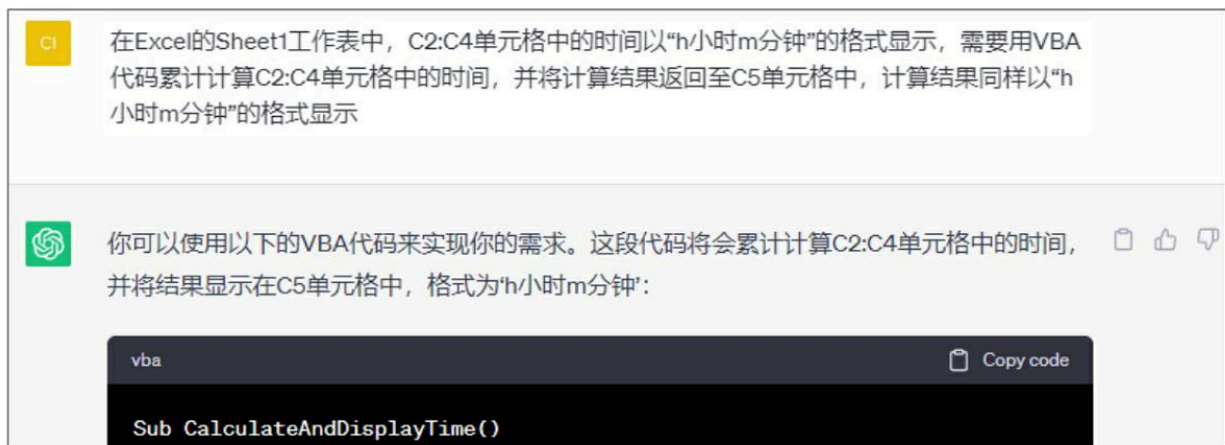 CI
在Excel的Sheet1工作表中，C2:C4单元格中的时间以“h小时m分钟”的格式显示，需要用VBA
代码累计计算C2:C4单元格中的时间，并将计算结果返回至C5单元格中，计算结果同样以“h
小时m分钟”的格式显示
你可以使用以下的VBA代码来实现你的需求。这段代码将会累计计算C2:C4单元格中的时间，
并将结果显示在C5单元格中，格式为‘h小时m分钟’：
vba Copy code
Sub CalculateAndDisplayTime()